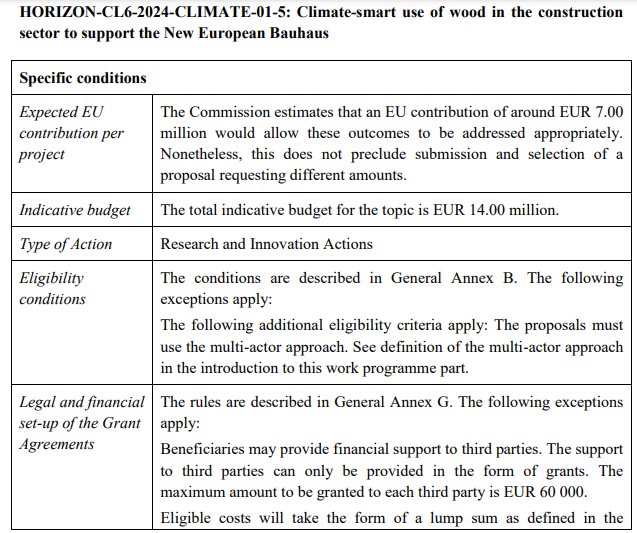 HORIZON-CL6-2024-CLIMATE-01-5: Climate-smart use of wood in the construction
sector to support the New European Bauhaus
Specific conditions
Expected EU
contribution per
project
The Commission estimates that an EU contribution of around EUR 7.00
million would allow these outcomes to be addressed appropriately.
Nonetheless, this does not preclude submission and selection of a
proposal requesting different amounts.
Indicative budget
The total indicative budget for the topic is EUR 14.00 million.
Type of Action
Research and Innovation Actions
Eligibility
conditions
The conditions are described in General Annex B. The following
exceptions apply:
The following additional eligibility criteria apply: The proposals must
use the multi-actor approach. See definition of the multi-actor approach
in the introduction to this work programme part.
Legal and financial
set-up of the Grant
Agreements
The rules are described in General Annex G. The following exceptions
apply:
Beneficiaries may provide financial support to third parties. The support
to third parties can only be provided in the form of grants. The
maximum amount to be granted to each third party is EUR 60 000.
Eligible costs will take the form of a lump sum as defined in the